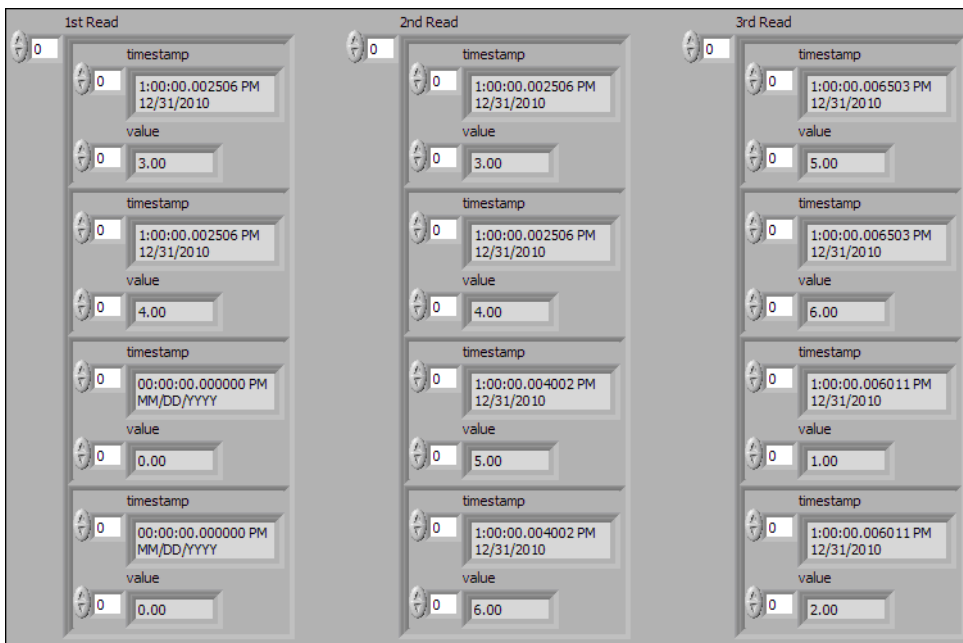 1st Read
0
timestamp
0
1:00:00.002506 PM
12/31/2010
value
0
3.00
timestamp
0
1:00:00.002506 PM
12/31/2010
value
0
4.00
timestamp
0
00:00:00.000000 PM
MM/DD/YYYY
value
0
0.00
timestamp
0
00:00:00.000000 PM
MM/DD/YYYY
value
0
0.00
2nd Read
0
timestamp
0
1:00:00.002506 PM
12/31/2010
value
0
3.00
timestamp
0
1:00:00.002506 PM
12/31/2010
value
0
4.00
timestamp
0
1:00:00.004002 PM
12/31/2010
value
0
5.00
timestamp
0
1:00:00.004002 PM
12/31/2010
value
0
6.00
3rd Read
0
timestamp
0
1:00:00.006503 PM
12/31/2010
value
0
5.00
timestamp
0
1:00:00.006503 PM
12/31/2010
value
0
6.00
timestamp
0
1:00:00.006011 PM
12/31/2010
value
0
1.00
timestamp
0
1:00:00.006011 PM
12/31/2010
value
0
2.00